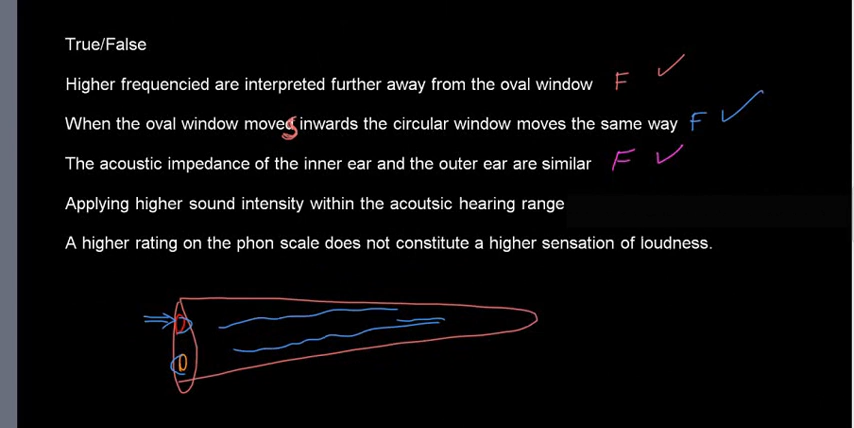 True/False
Higher frequencied are interpreted further away from the oval window F ✓
When the oval window moves inwards the circular window moves the same way F ✓
The acoustic impedance of the inner ear and the outer ear are similar F ✓
Applying higher sound intensity within the acoutsic hearing range
A higher rating on the phon scale does not constitute a higher sensation of loudness.